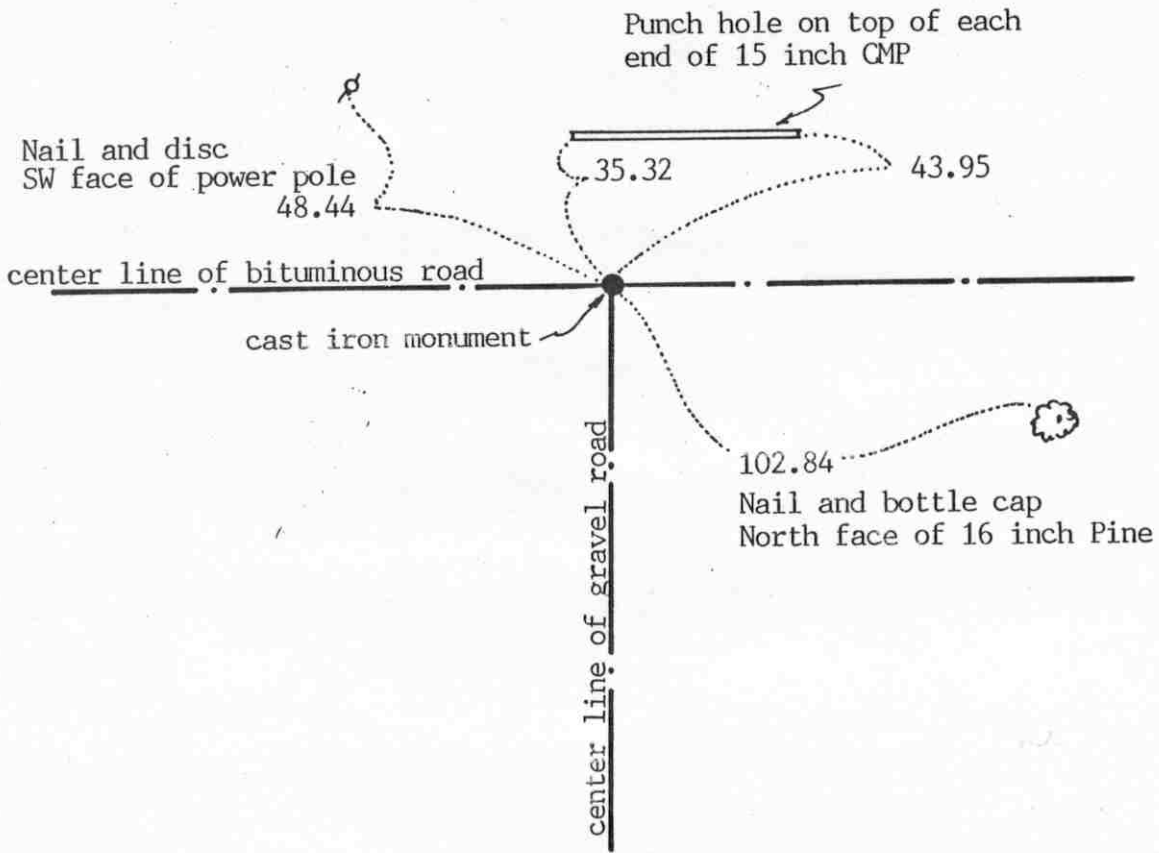 Punch hole on top of each
end of 15 inch CMP
Nail and disc
SW face of power pole
48.44
35.32
43.95
center line of bituminous road
cast iron monument
102.84
Nail and bottle cap
North face of 16 inch Pine
center line of gravel road